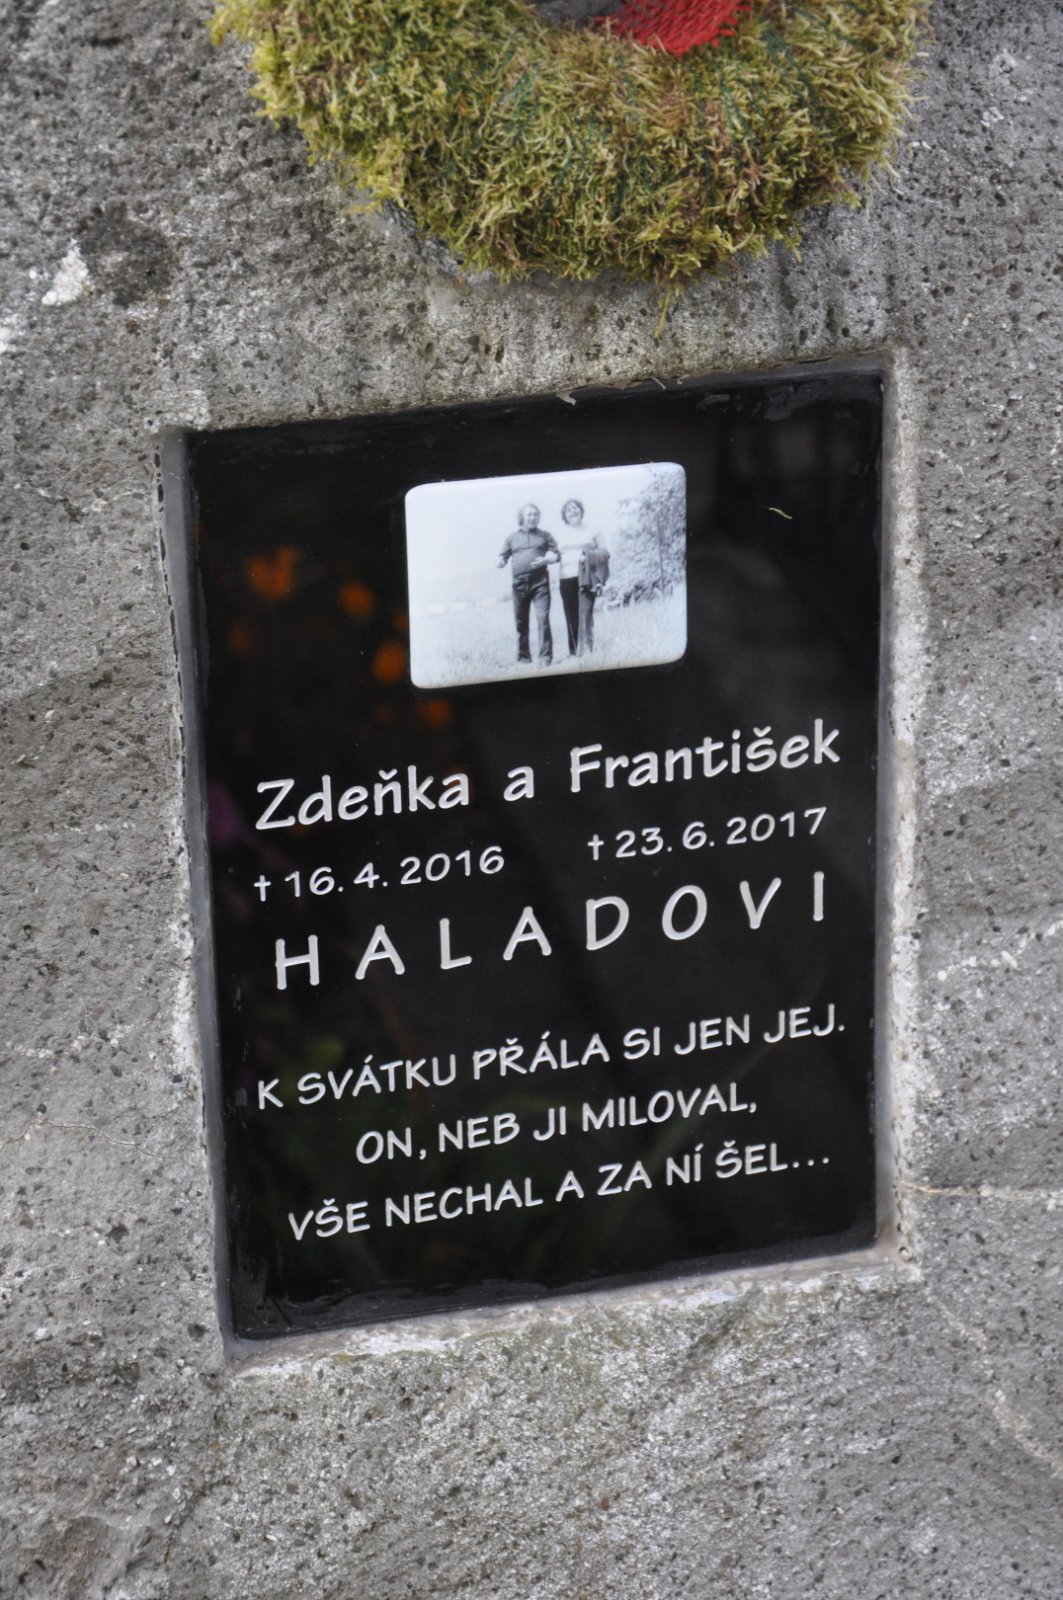 Zdeňka a František
†16.4.2016 †23.6.2017
HALADOVI
K SVÁTKU PŘÁLA SI JEN JEJ.
ON, NEB JI MILOVAL,
VŠE NECHAL A ZA NÍ ŠEL...